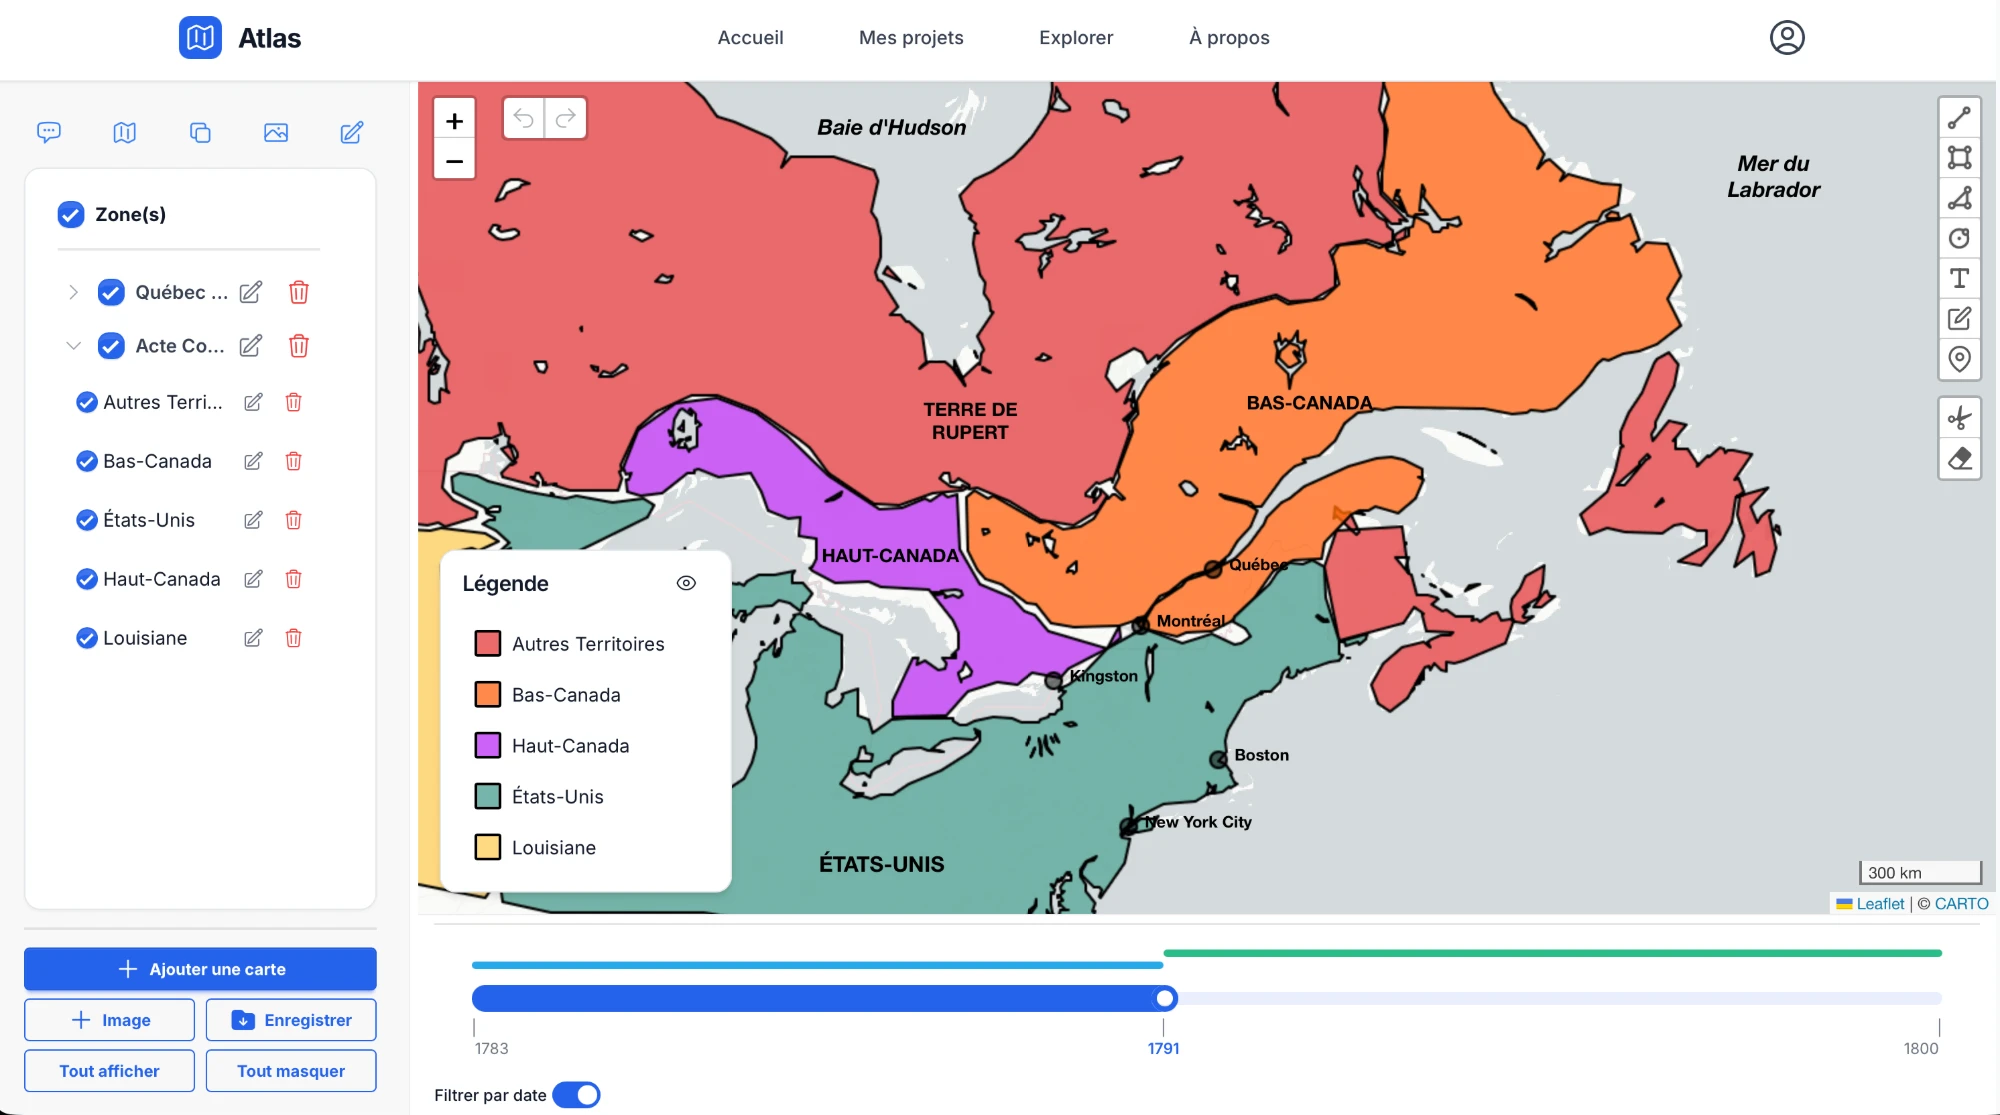 Atlas
Accueil
Mes projets
Explorer
À propos
Zone(s)
Québec ...
Acte Co...
Autres Terri...
Bas-Canada
États-Unis
Haut-Canada
Louisiane
Ajouter une carte
Image
Enregistrer
Tout afficher
Tout masquer
+
−
Baie d'Hudson
Mer du
Labrador
TERRE DE
RUPERT
BAS-CANADA
HAUT-CANADA
Québec
Montréal
Kingston
Boston
New York City
ÉTATS-UNIS
Légende
Autres Territoires
Bas-Canada
Haut-Canada
États-Unis
Louisiane
T
300 km
Leaflet | © CARTO
1783
1791
1800
Filtrer par date